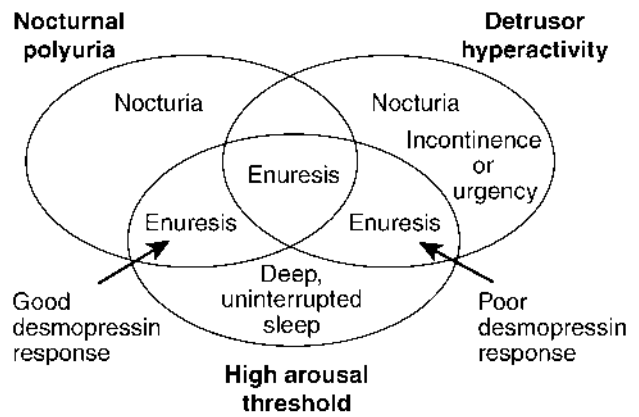 Nocturnal
polyuria
Detrusor
hyperactivity
Nocturia
Nocturia
Incontinence
or
urgency
Enuresis
Enuresis
Enuresis
Deep,
uninterrupted
sleep
Good
desmopressin
response
Poor
desmopressin
response
High arousal
threshold